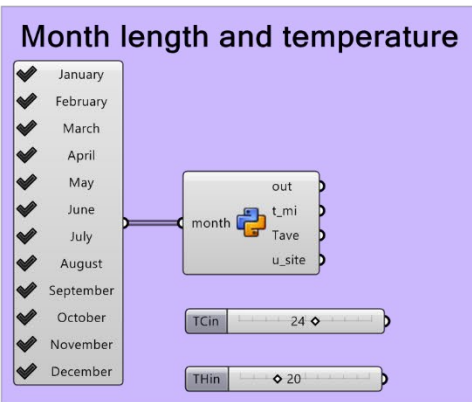 Month length and temperature
January
February
March
April
May
June
July
August
September
October
November
December
month
out
t_mi
Tave
u_site
TCin 24
THin 20